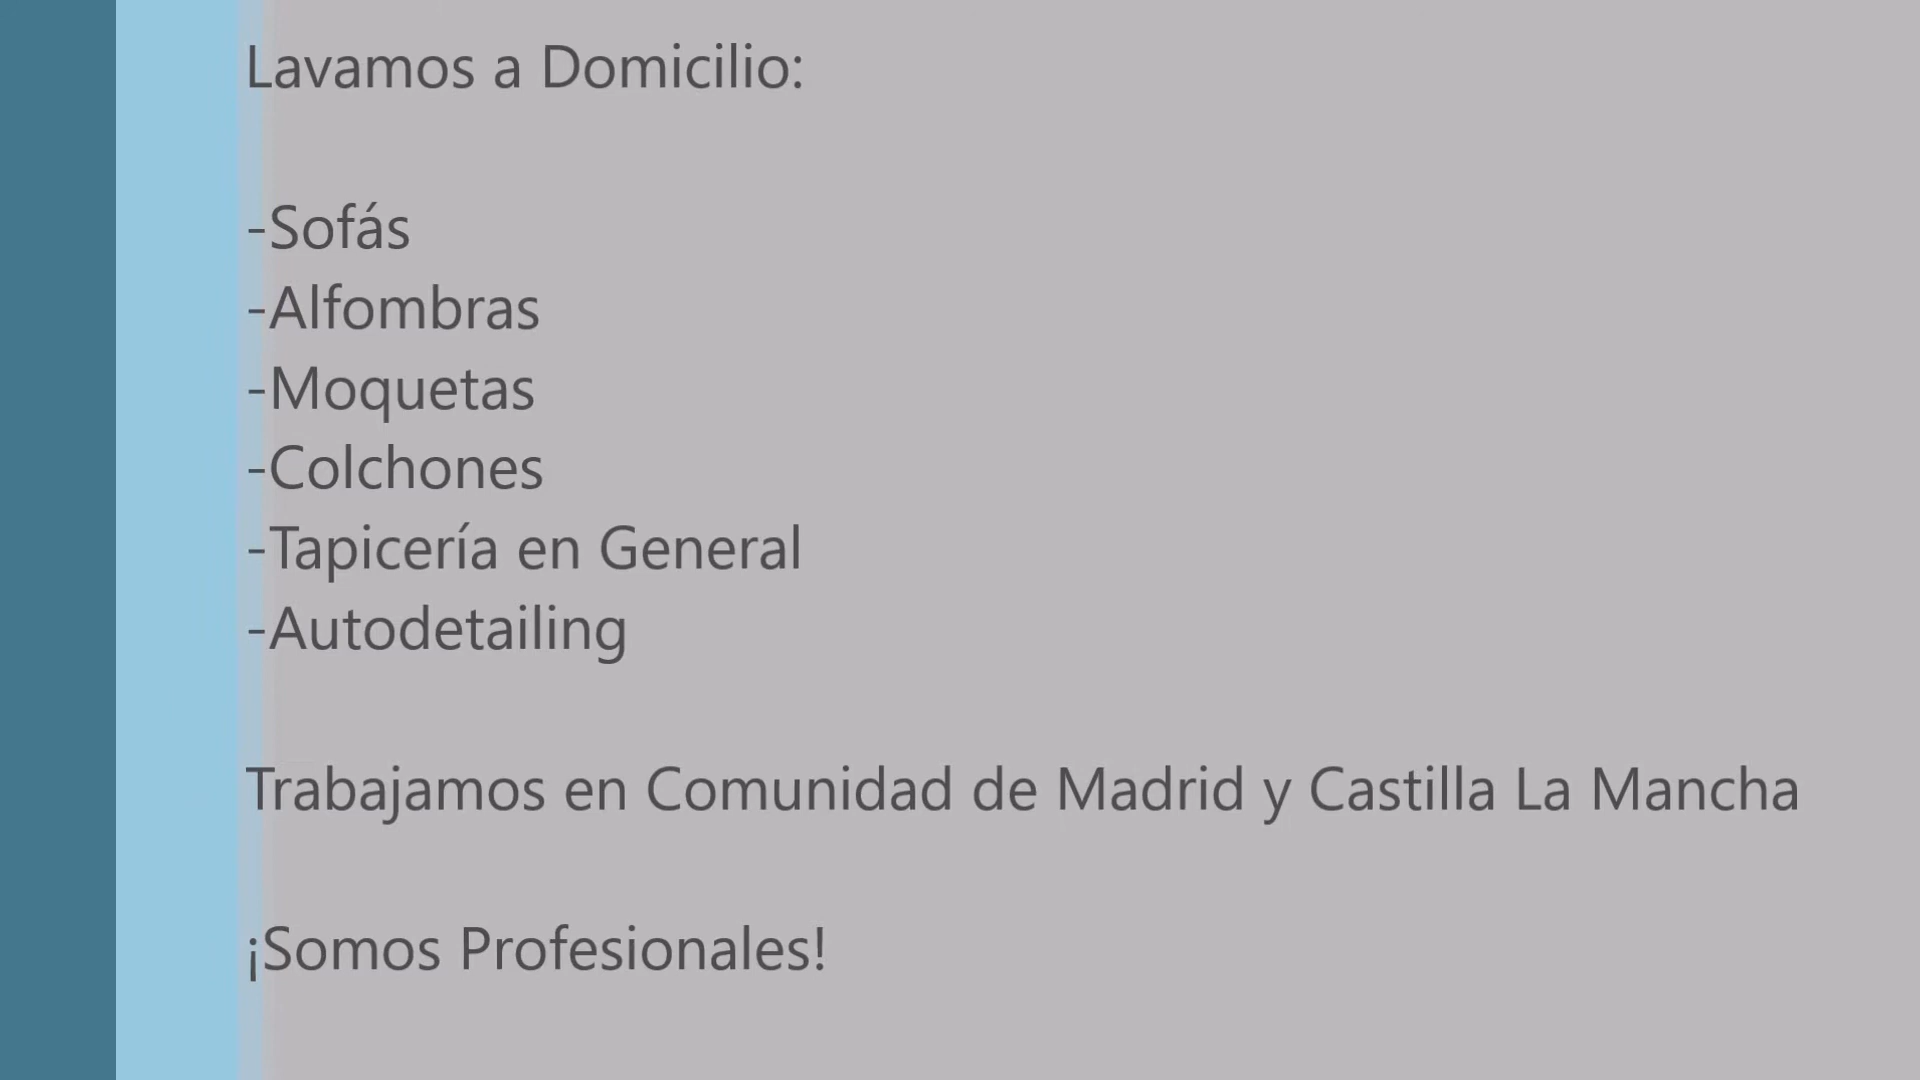 Lavamos a Domicilio:
-Sofás
-Alfombras
-Moquetas
-Colchones
-Tapicería en General
-Autodetailing
Trabajamos en Comunidad de Madrid y Castilla La Mancha
¡Somos Profesionales!